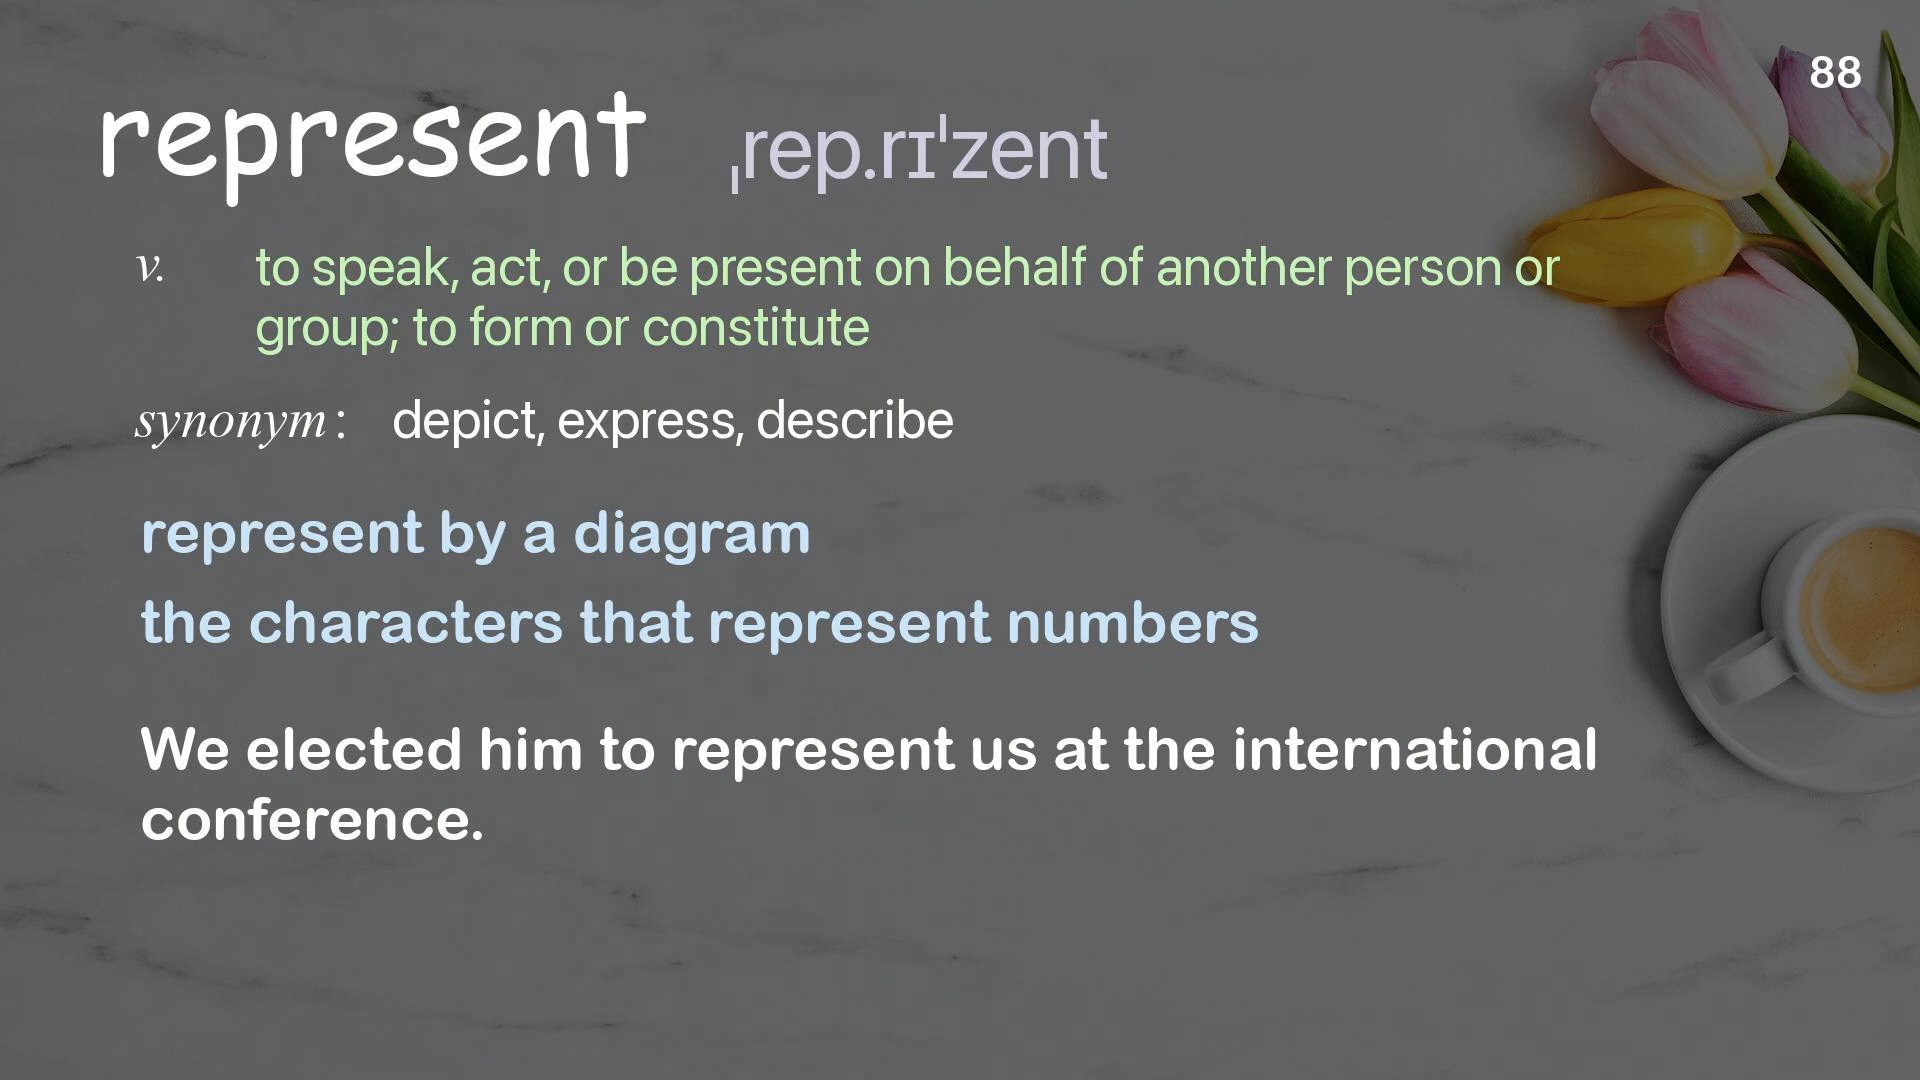 88
represent ˌrep.rɪˈzent
v. to speak, act, or be present on behalf of another person or
group; to form or constitute
synonym: depict, express, describe
represent by a diagram
the characters that represent numbers
We elected him to represent us at the international
conference.